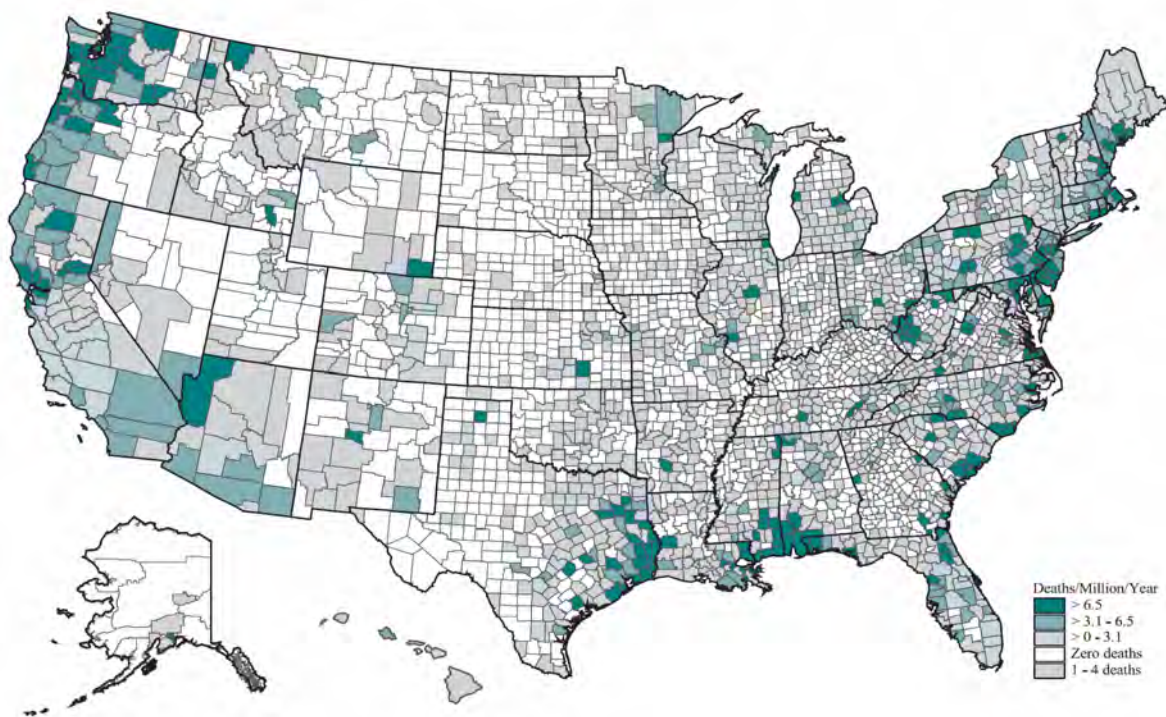 Deaths/Million/Year
> 6.5
> 3.1 - 6.5
> 0 - 3.1
Zero deaths
1 - 4 deaths